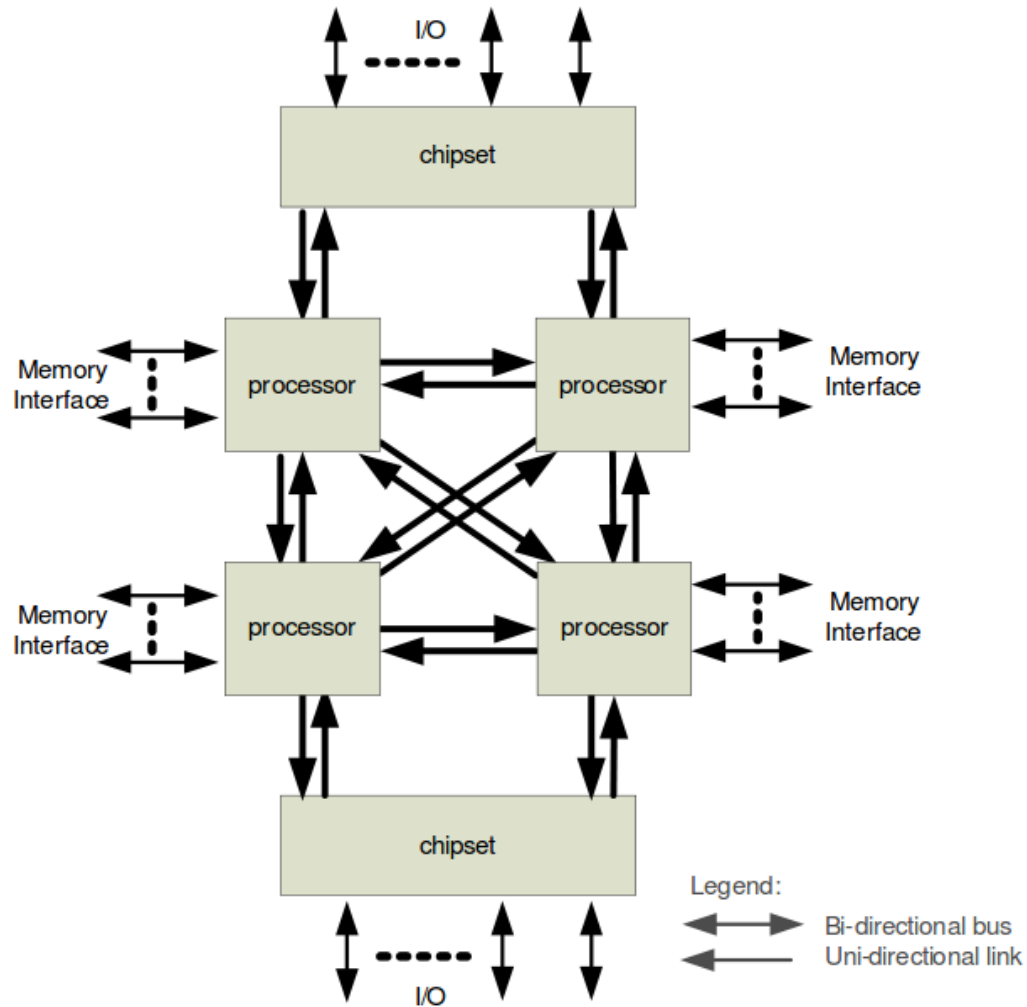 I/O
chipset
Memory
Interface
processor
processor
Memory
Interface
Memory
Interface
processor
processor
Memory
Interface
chipset
Legend:
Bi-directional bus
Uni-directional link
I/O